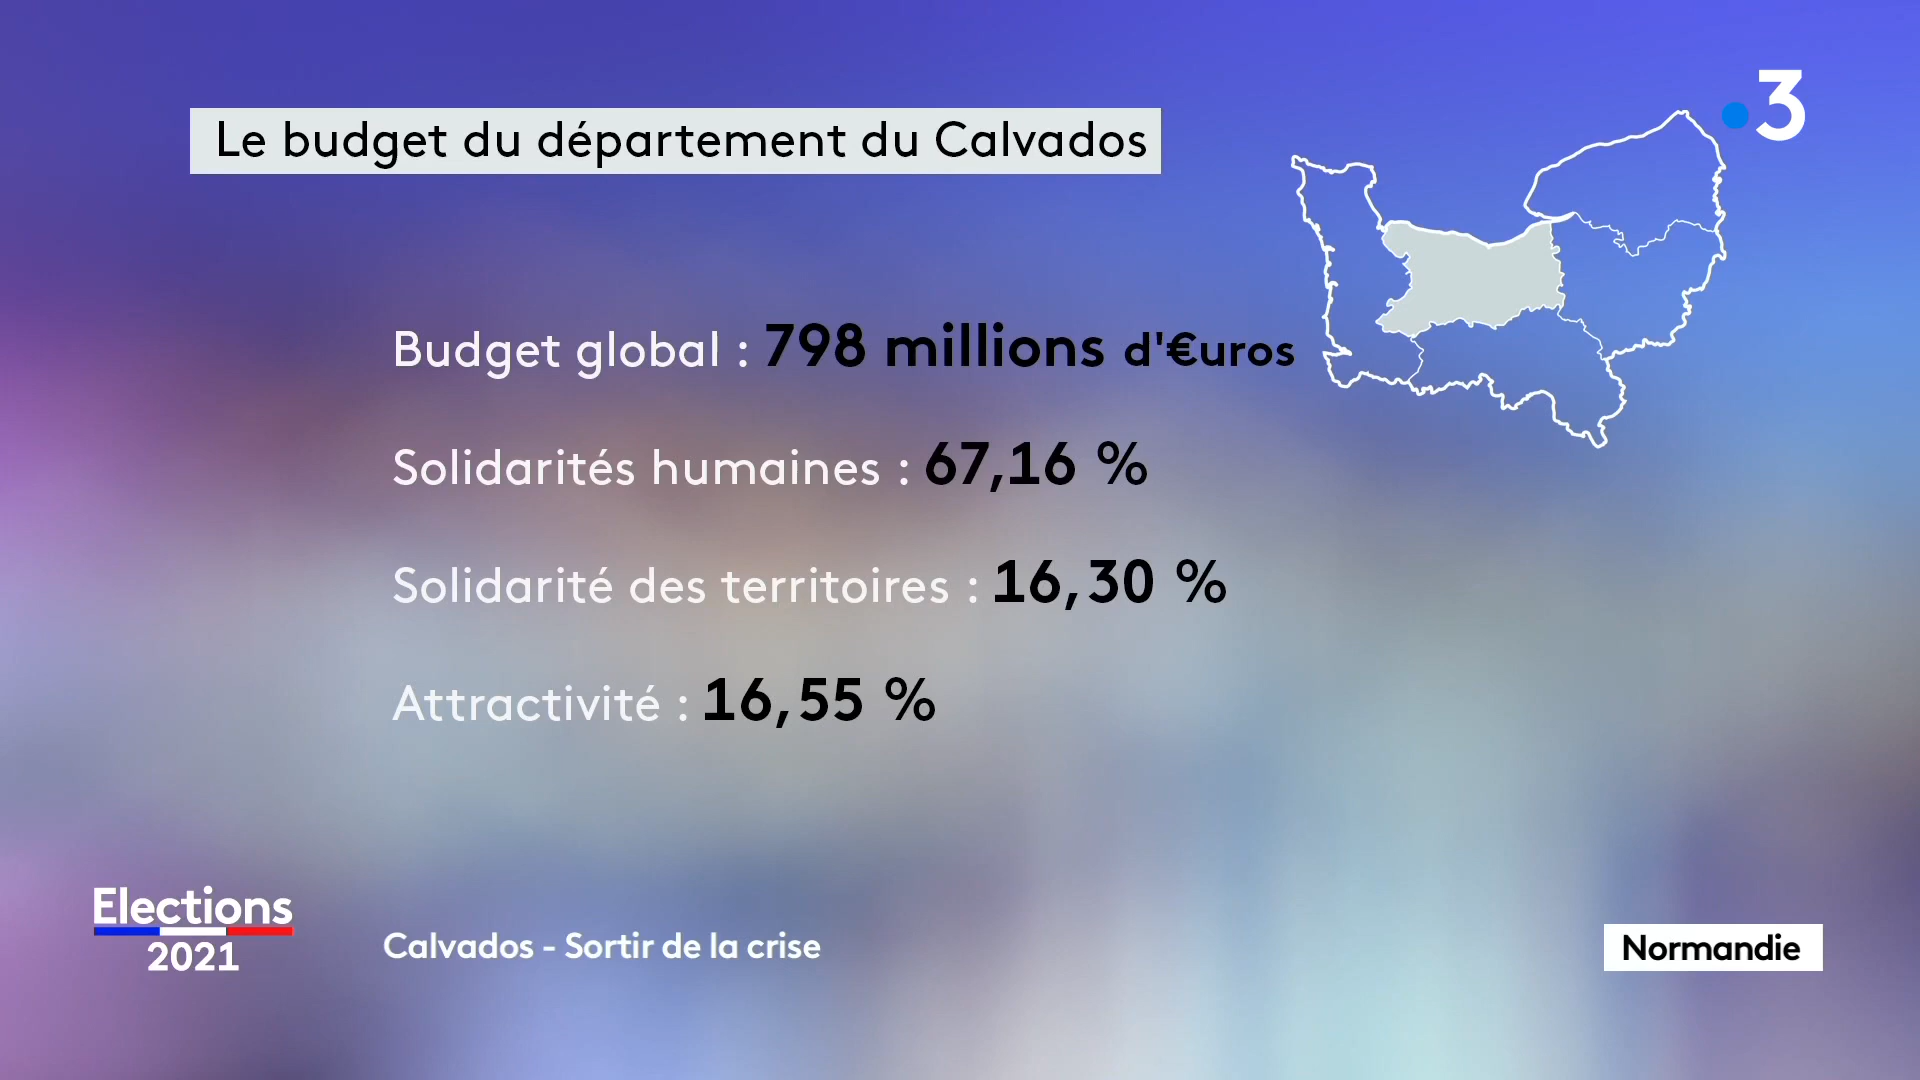 3
Le budget du département du Calvados
Budget global : 798 millions d'€uros
Solidarités humaines : 67,16 %
Solidarité des territoires : 16,30 %
Attractivité : 16,55 %
Elections
2021
Calvados - Sortir de la crise
Normandie